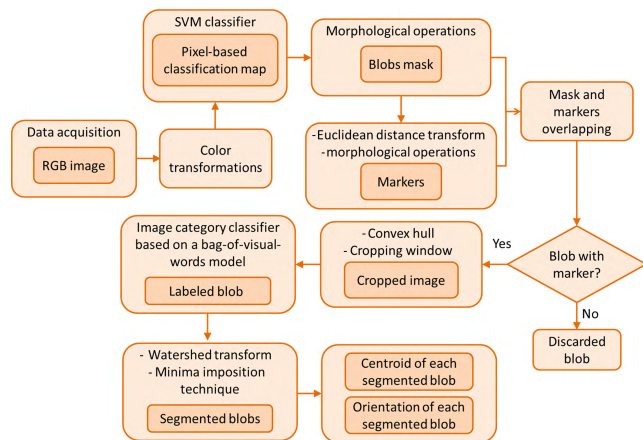 SVM classifier
Pixel-based
classification map
Morphological operations
Blobs mask
Mask and
markers
overlapping
Data acquisition
RGB image
Color
transformations
-Euclidean distance transform
-morphological operations
Markers
Image category classifier
based on a bag-of-visual-
words model
Labeled blob
- Convex hull
- Cropping window
Cropped image
Yes
Blob with
marker?
No
Discarded
blob
- Watershed transform
- Minima imposition
technique
Segmented blobs
Centroid of each
segmented blob
Orientation of each
segmented blob